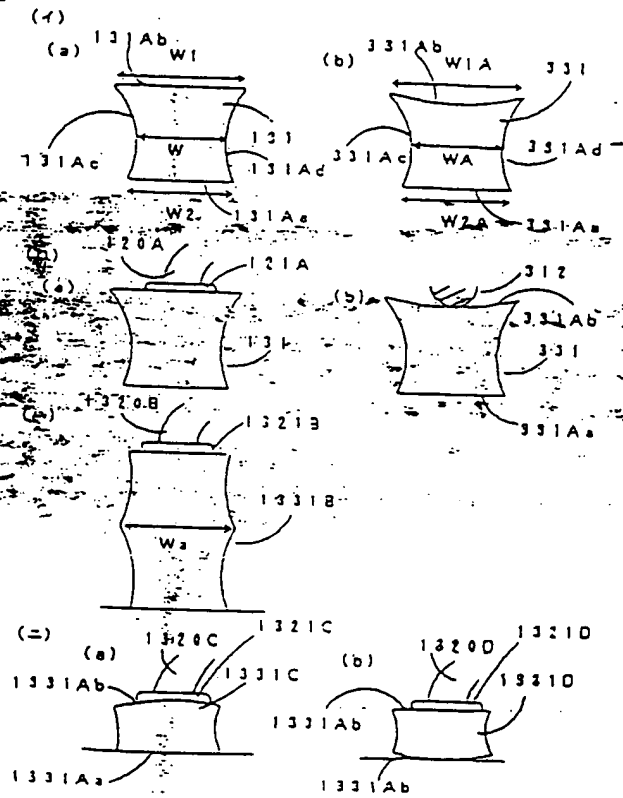 (イ)
(a) 131Ab W1
(b) 331Ab W1A 331
131Ac W 131 131Ad
331Ac WA 331Ad
W2 131Aa
W2A 331Aa
(a) 120A 121A 131
(b) 312 331Ab 331 331Aa
1320B 1321B 1331B Wa
(ニ)
(a) 1320C 1321C 1331C 1331Ab 1331Aa
(b) 1320D 1321D 1331Ab 1331Ab